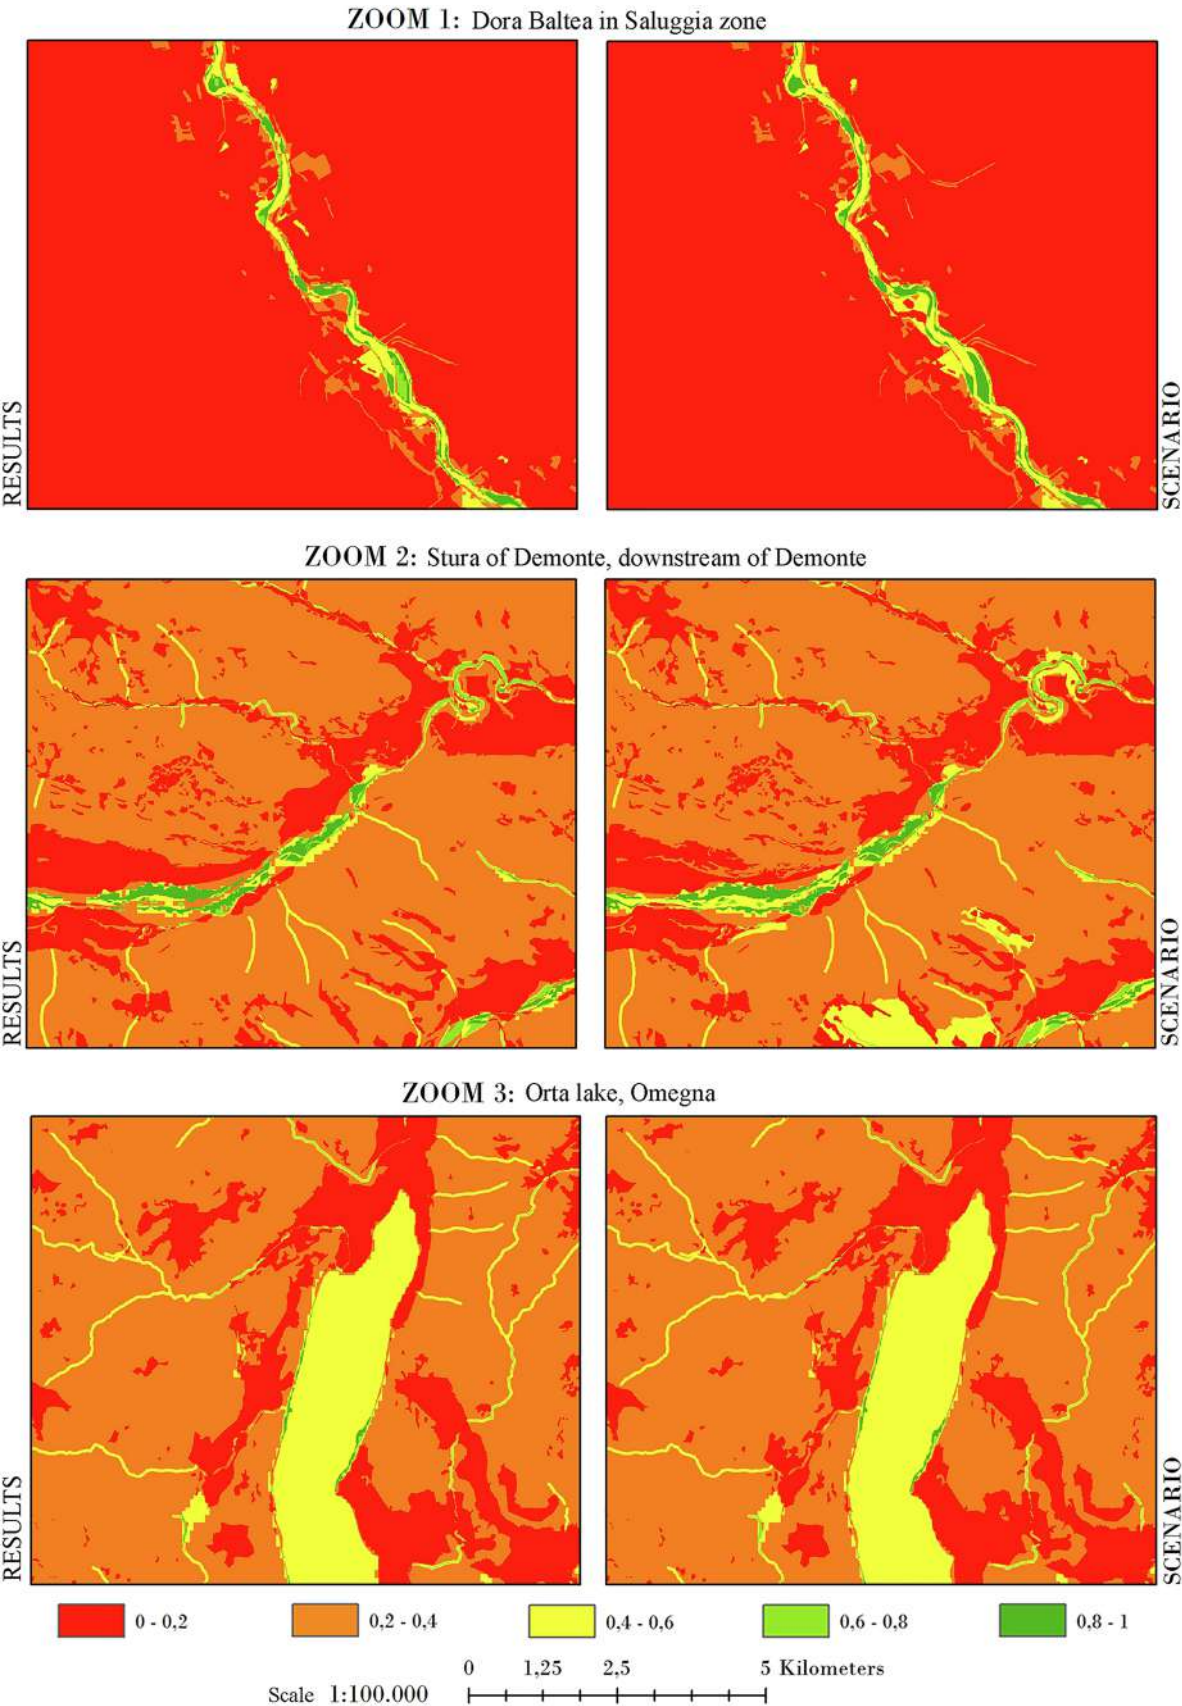 ZOOM 1: Dora Baltea in Saluggia zone
RESULTS
SCENARIO
ZOOM 2: Stura of Demonte, downstream of Demonte
RESULTS
SCENARIO
ZOOM 3: Orta lake, Omegna
RESULTS
SCENARIO
0 - 0,2
0,2 - 0,4
0,4 - 0,6
0,6 - 0,8
0,8 - 1
0 1,25 2,5 5 Kilometers
Scale 1:100.000